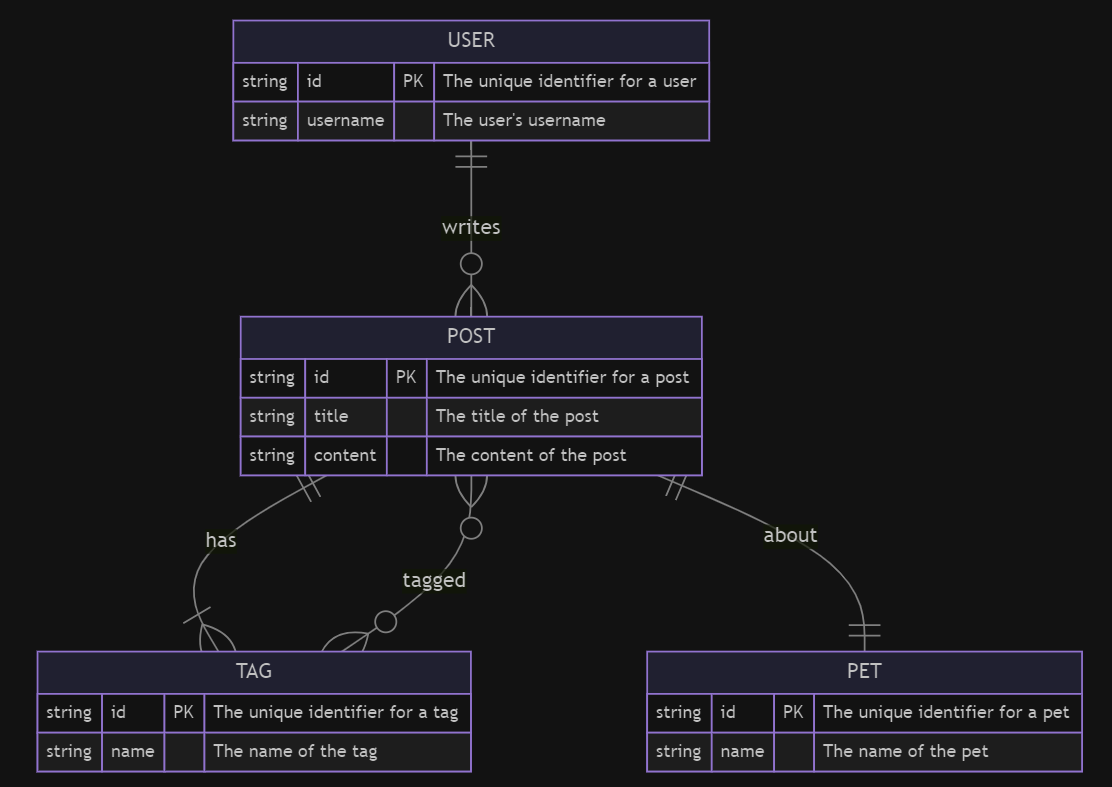 USER
string id PK The unique identifier for a user
string username The user's username
writes
POST
string id PK The unique identifier for a post
string title The title of the post
string content The content of the post
has
tagged
about
TAG
string id PK The unique identifier for a tag
string name The name of the tag
PET
string id PK The unique identifier for a pet
string name The name of the pet